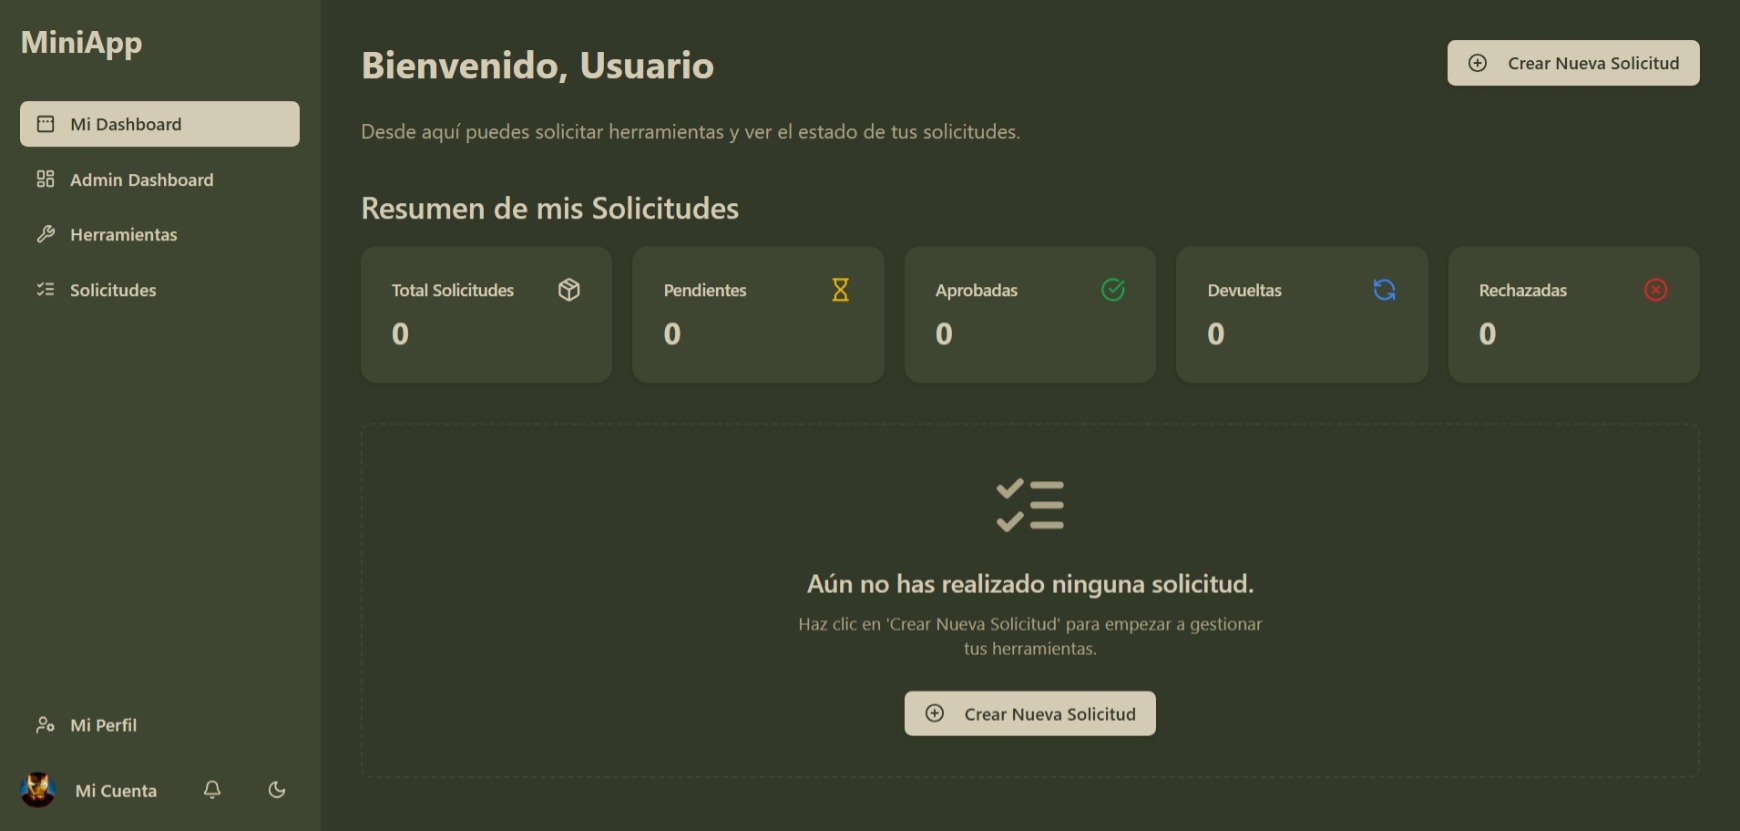 MiniApp
Mi Dashboard
Admin Dashboard
Herramientas
Solicitudes
Mi Perfil
Mi Cuenta
Bienvenido, Usuario
Crear Nueva Solicitud
Desde aquí puedes solicitar herramientas y ver el estado de tus solicitudes.
Resumen de mis Solicitudes
Total Solicitudes
0
Pendientes
0
Aprobadas
0
Devueltas
0
Rechazadas
0
Aún no has realizado ninguna solicitud.
Haz clic en 'Crear Nueva Solicitud' para empezar a gestionar
tus herramientas.
Crear Nueva Solicitud